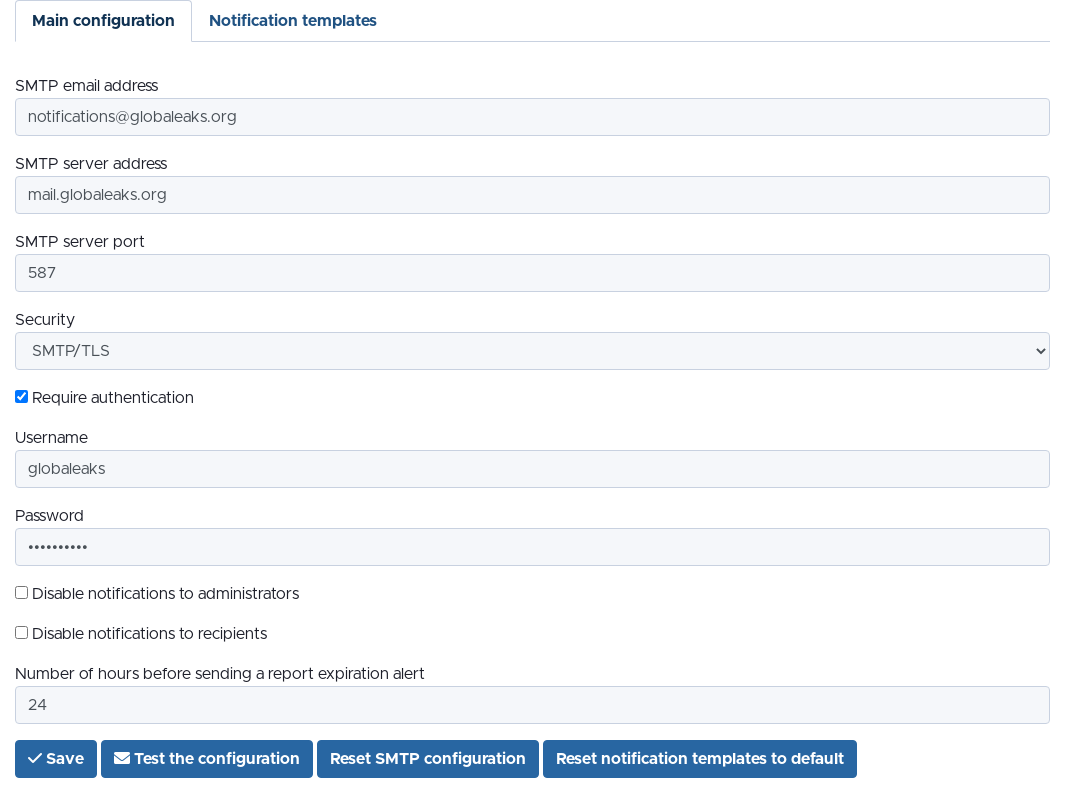 Main configuration Notification templates
SMTP email address
notifications@globaleaks.org
SMTP server address
mail.globaleaks.org
SMTP server port
587
Security
SMTP/TLS
Require authentication
Username
globaleaks
Password
••••••••••
Disable notifications to administrators
Disable notifications to recipients
Number of hours before sending a report expiration alert
24
Save Test the configuration Reset SMTP configuration Reset notification templates to default